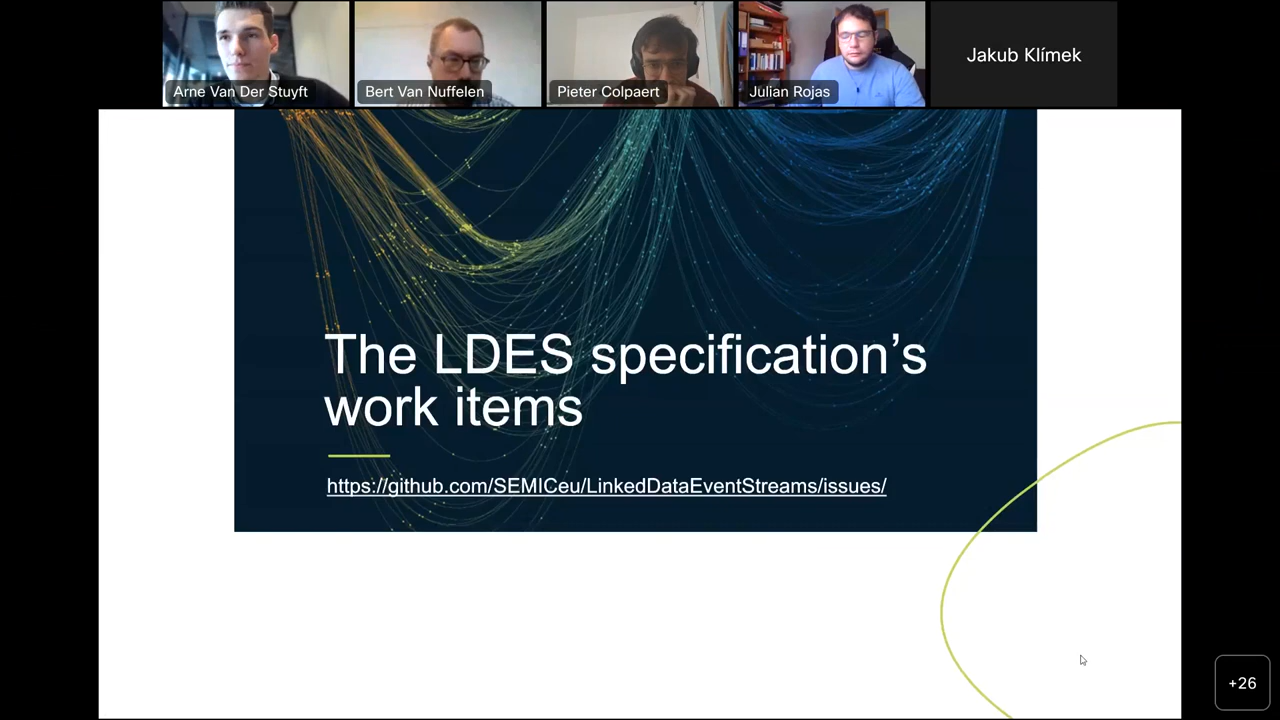 Arne Van Der Stuyft
Bert Van Nuffelen
Pieter Colpaert
Julian Rojas
Jakub Klímek
The LDES specification’s
work items
https://github.com/SEMICeu/LinkedDataEventStreams/issues/
+26